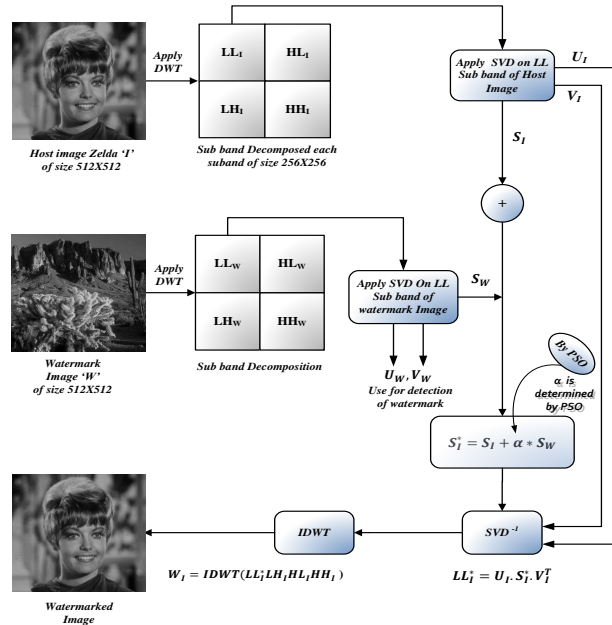 Apply
DWT
LL_I
HL_I
LH_I
HH_I
Apply SVD on LL
Sub band of Host
Image
U_I
V_I
Host image Zelda 'I'
of size 512X512
Sub band Decomposed each
suband of size 256X256
S_I
+
Apply
DWT
LL_W
HL_W
LH_W
HH_W
Apply SVD On LL
Sub band of
watermark Image
S_W
Watermark
Image 'W'
of size 512X512
Sub band Decomposition
U_W, V_W
Use for detection
of watermark
By PSO
α is
determined
by PSO
S_I^* = S_I + α * S_W
IDWT
SVD^-1
W_I = IDWT(LL_I^* LH_I HL_I HH_I)
LL_I^* = U_I. S_I^*. V_I^T
Watermarked
Image